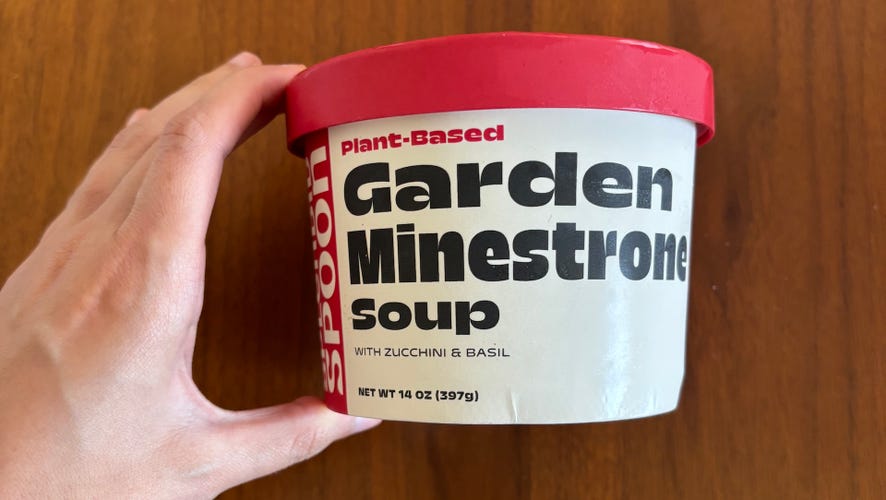 SPOON
Plant-Based
Garden
Minestrone
Soup
WITH ZUCCHINI & BASIL
NET WT 14 OZ (397g)